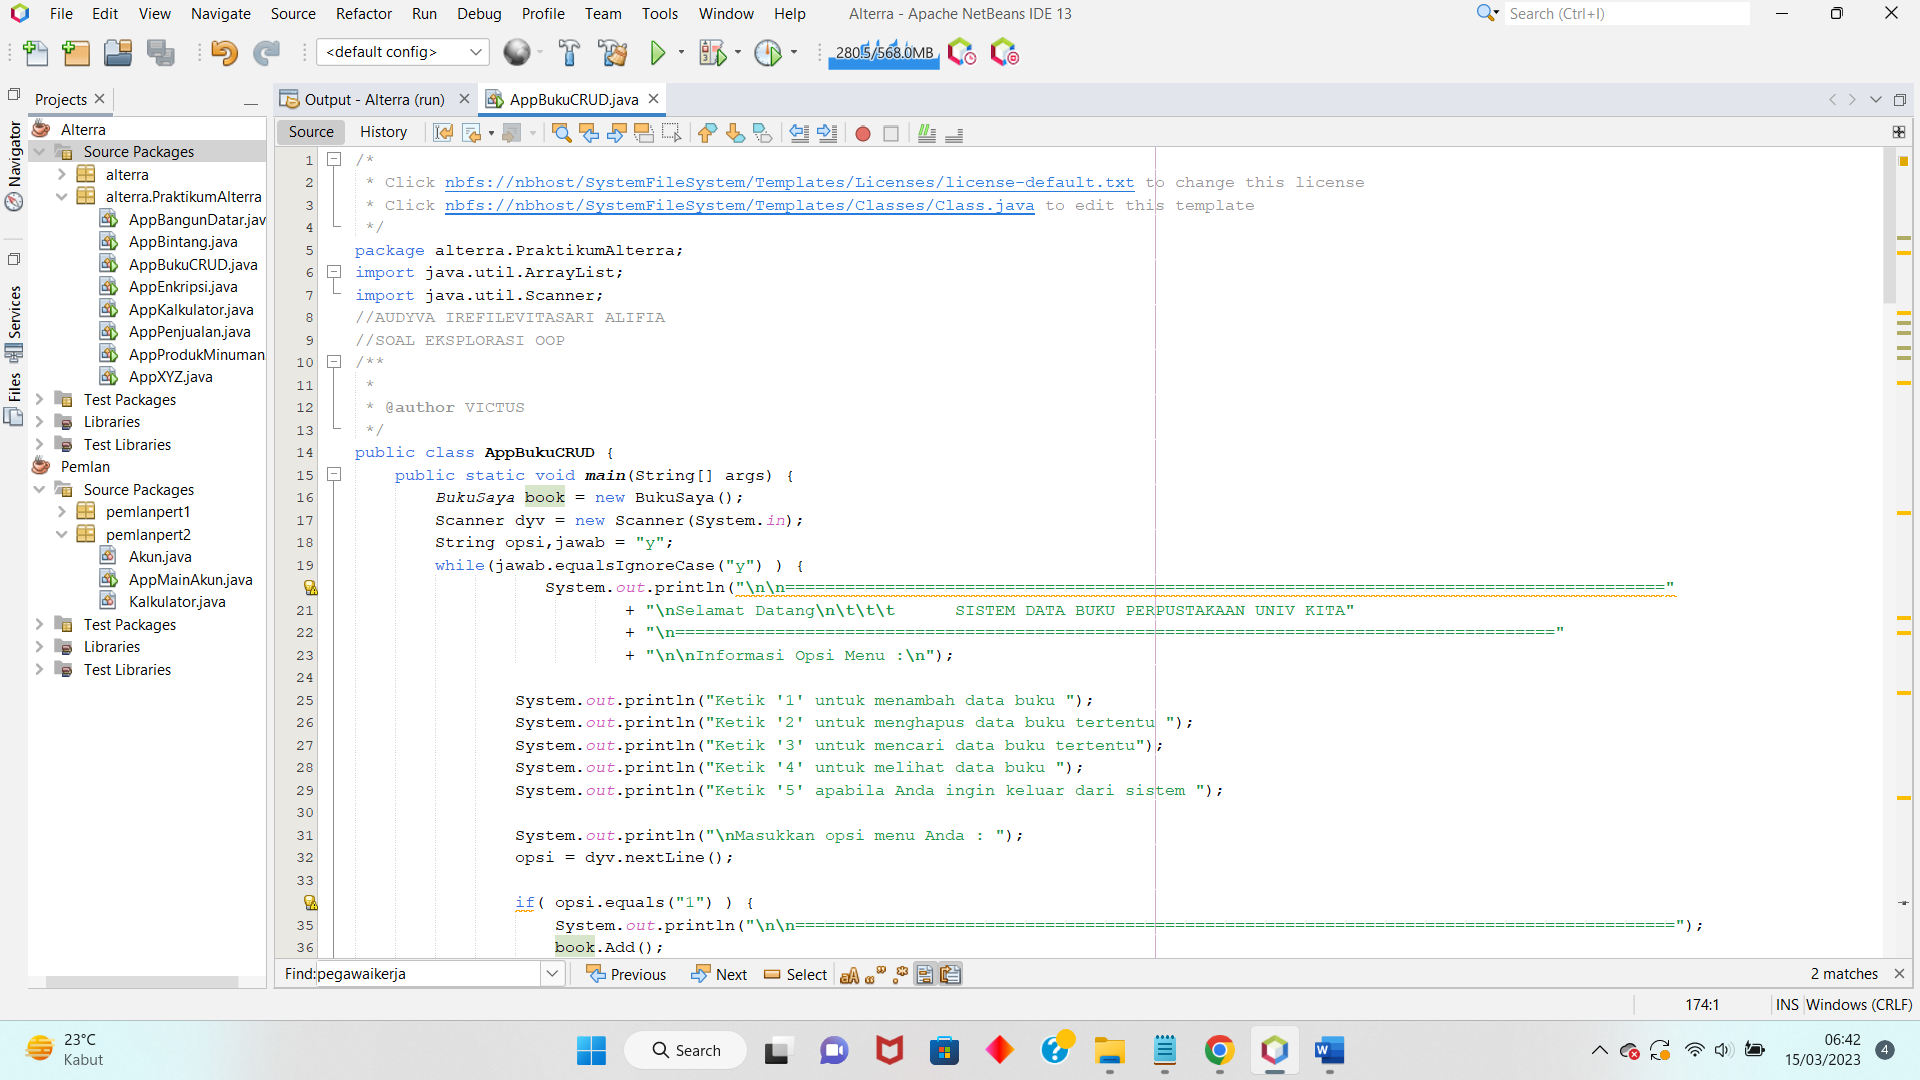 File Edit View Navigate Source Refactor Run Debug Profile Team Tools Window Help Alterra - Apache NetBeans IDE 13 Search (Ctrl+I)
<default config> 280.5/568.0MB
Projects
Output - Alterra (run) AppBukuCRUD.java
Source History
Navigator
Services
Files
Alterra
Source Packages
alterra
alterra.PraktikumAlterra
AppBangunDatar.jav
AppBintang.java
AppBukuCRUD.java
AppEnkripsi.java
AppKalkulator.java
AppPenjualan.java
AppProdukMinuman
AppXYZ.java
Test Packages
Libraries
Test Libraries
Pemlan
Source Packages
pemlanpert1
pemlanpert2
Akun.java
AppMainAkun.java
Kalkulator.java
Test Packages
Libraries
Test Libraries
1 /*
2 * Click nbfs://nbhost/SystemFileSystem/Templates/Licenses/license-default.txt to change this license
3 * Click nbfs://nbhost/SystemFileSystem/Templates/Classes/Class.java to edit this template
4 */
5 package alterra.PraktikumAlterra;
6 import java.util.ArrayList;
7 import java.util.Scanner;
8 //AUDYVA IREFILEVITASARI ALIFIA
9 //SOAL EKSPLORASI OOP
10 /**
11 *
12 * @author VICTUS
13 */
14 public class AppBukuCRUD {
15 public static void main(String[] args) {
16 BukuSaya book = new BukuSaya();
17 Scanner dyv = new Scanner(System.in);
18 String opsi,jawab = "y";
19 while(jawab.equalsIgnoreCase("y") ) {
System.out.println("\n\n========================================================================================"
21 + "\nSelamat Datang\n\t\t\t      SISTEM DATA BUKU PERPUSTAKAAN UNIV KITA"
22 + "\n========================================================================================"
23 + "\n\nInformasi Opsi Menu :\n");
24
25 System.out.println("Ketik '1' untuk menambah data buku ");
26 System.out.println("Ketik '2' untuk menghapus data buku tertentu ");
27 System.out.println("Ketik '3' untuk mencari data buku tertentu");
28 System.out.println("Ketik '4' untuk melihat data buku ");
29 System.out.println("Ketik '5' apabila Anda ingin keluar dari sistem ");
30
31 System.out.println("\nMasukkan opsi menu Anda : ");
32 opsi = dyv.nextLine();
33
if( opsi.equals("1") ) {
35 System.out.println("\n\n========================================================================================");
36 book.Add();
Find: pegawaikerja Previous Next Select 2 matches
174:1 INS Windows (CRLF)
23°C
Kabut
Search
06:42
15/03/2023
4